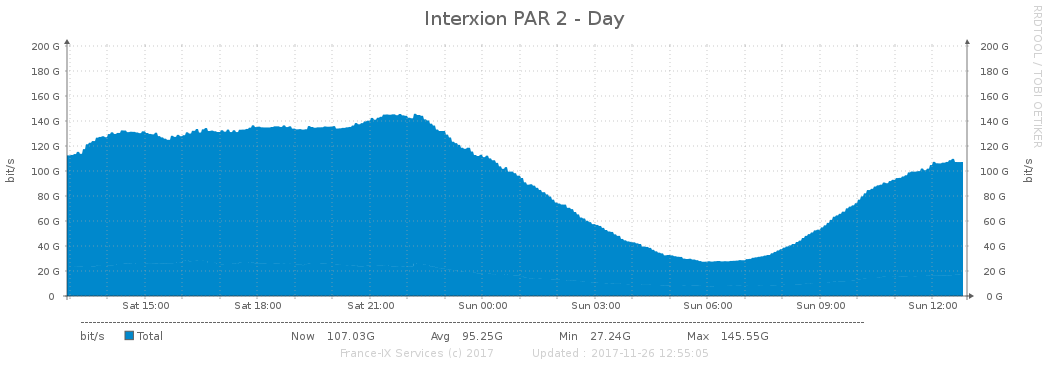 Interxion PAR 2 - Day
RRDTOOL / TOBI OETIKER
200 G 200 G
180 G 180 G
160 G 160 G
140 G 140 G
120 G 120 G
100 G 100 G
80 G 80 G
60 G 60 G
40 G 40 G
20 G 20 G
0 0 G
bit/s bit/s
Sat 15:00 Sat 18:00 Sat 21:00 Sun 00:00 Sun 03:00 Sun 06:00 Sun 09:00 Sun 12:00
bit/s Total Now 107.03G Avg 95.25G Min 27.24G Max 145.55G
France-IX Services (c) 2017 Updated : 2017-11-26 12:55:05